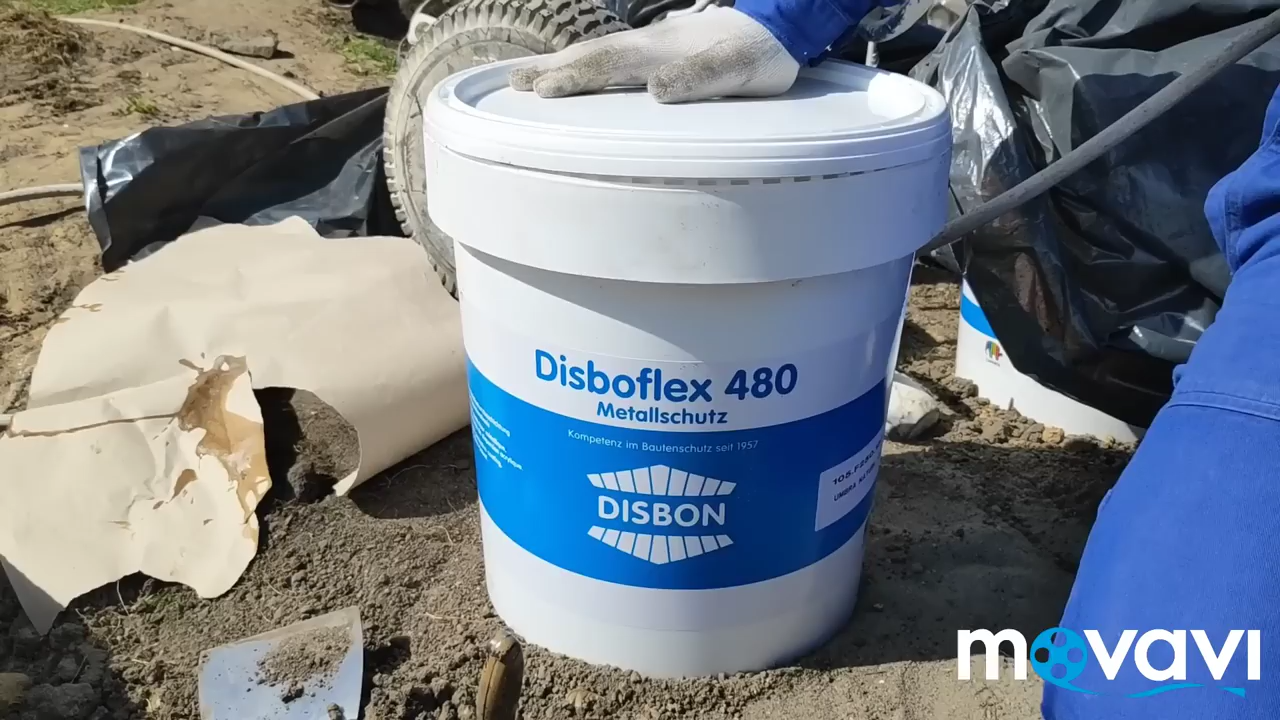 Disboflex 480
Metallschutz
Kompetenz im Bautenschutz seit 1957
DISBON
movavi